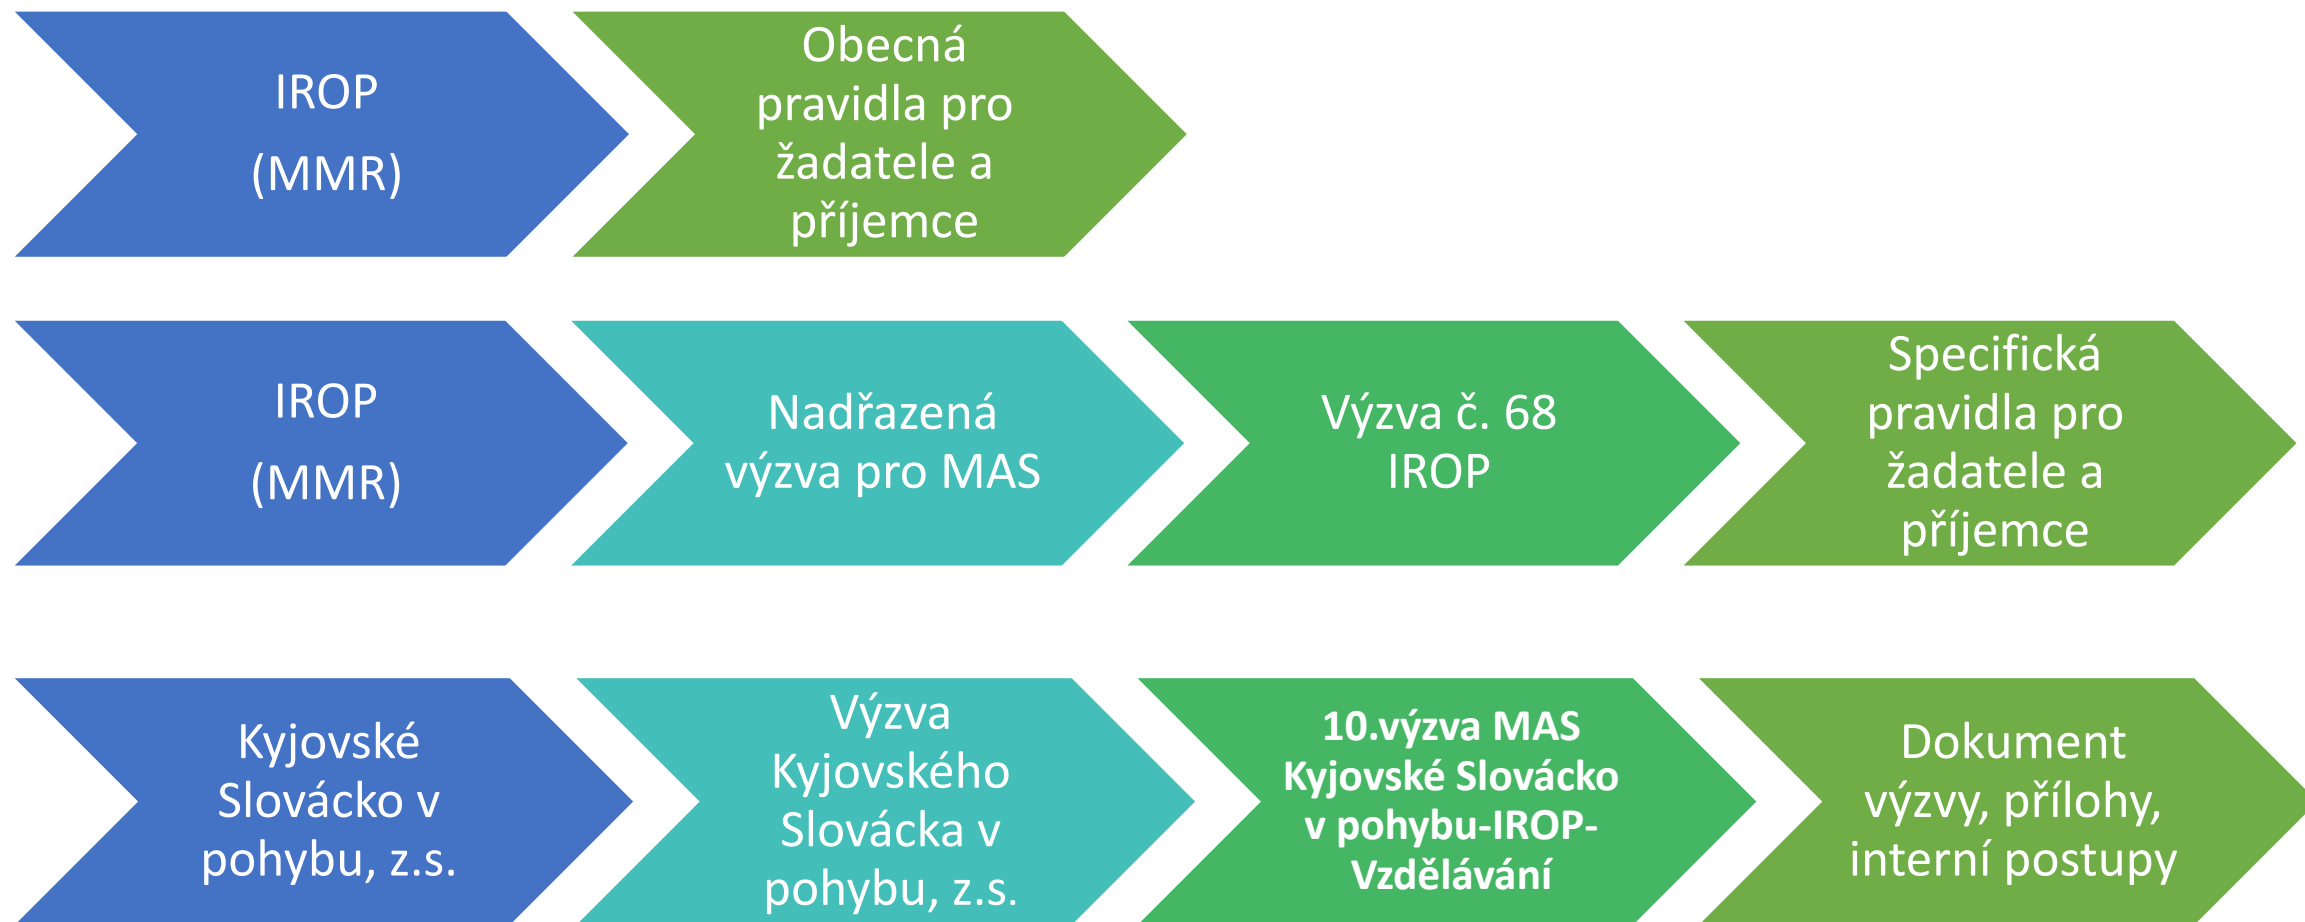 IROP
(MMR)
Obecná
pravidla pro
žadatele a
příjemce
IROP
(MMR)
Nadřazená
výzva pro MAS
Výzva č. 68
IROP
Specifická
pravidla pro
žadatele a
příjemce
Kyjovské
Slovácko v
pohybu, z.s.
Výzva
Kyjovského
Slovácka v
pohybu, z.s.
10.výzva MAS
Kyjovské Slovácko
v pohybu-IROP-
Vzdělávání
Dokument
výzvy, přílohy,
interní postupy